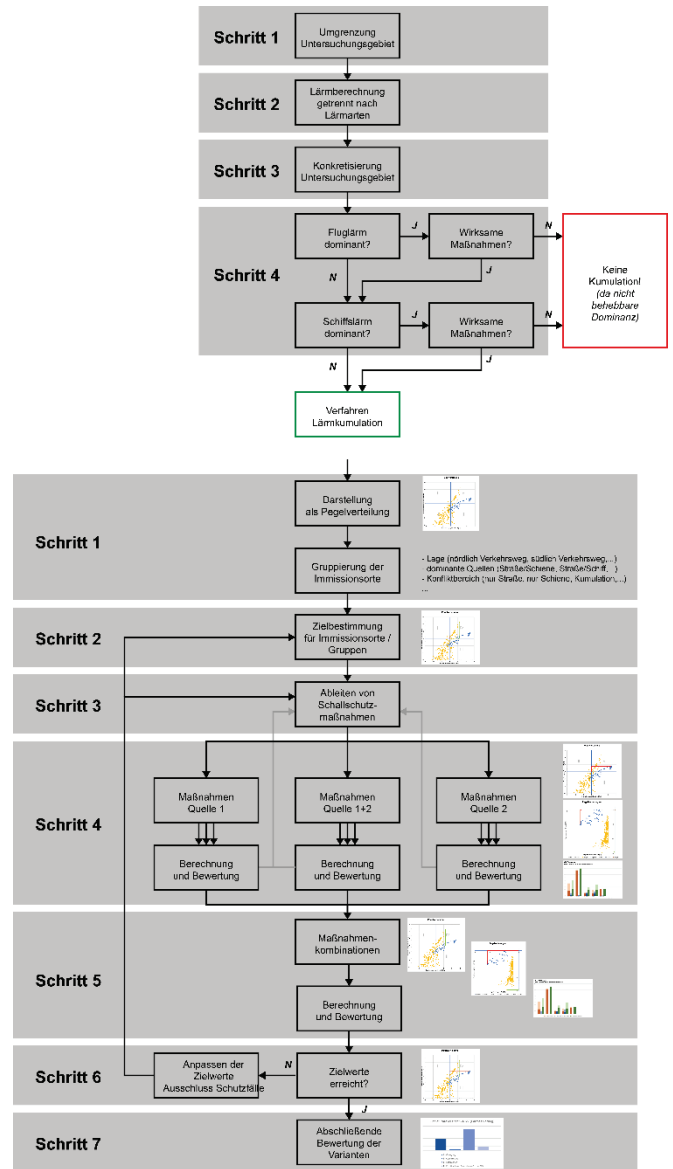 Schritt 1
Umgrenzung
Untersuchungsgebiet
Schritt 2
Lärmberechnung
getrennt nach
Lärmarten
Schritt 3
Konkretisierung
Untersuchungsgebiet
Schritt 4
Fluglärm
dominant?
J
Wirksame
Maßnahmen?
N
N
J
Schiffslärm
dominant?
J
Wirksame
Maßnahmen?
N
N
J
Keine
Kumulation!
(da nicht
behebbare
Dominanz)
Verfahren
Lärmkumulation
Schritt 1
Darstellung
als Pegelverteilung
Gruppierung der
Immissionsorte
- Lage (nördlich Verkehrsweg, südlich Verkehrsweg,...)
- dominante Quellen (Straße/Schiene, Straße/Schiff,...)
- Konfliktbereich (nur Straße, nur Schiene, Kumulation,...)
...
Schritt 2
Zielbestimmung
für Immissionsorte /
Gruppen
Schritt 3
Ableiten von
Schallschutz-
maßnahmen
Schritt 4
Maßnahmen
Quelle 1
Maßnahmen
Quelle 1+2
Maßnahmen
Quelle 2
Berechnung
und Bewertung
Berechnung
und Bewertung
Berechnung
und Bewertung
Schritt 5
Maßnahmen-
kombinationen
Berechnung
und Bewertung
Schritt 6
Anpassen der
Zielwerte
Ausschluss Schutzfälle
N
Zielwerte
erreicht?
J
Schritt 7
Abschließende
Bewertung der
Varianten